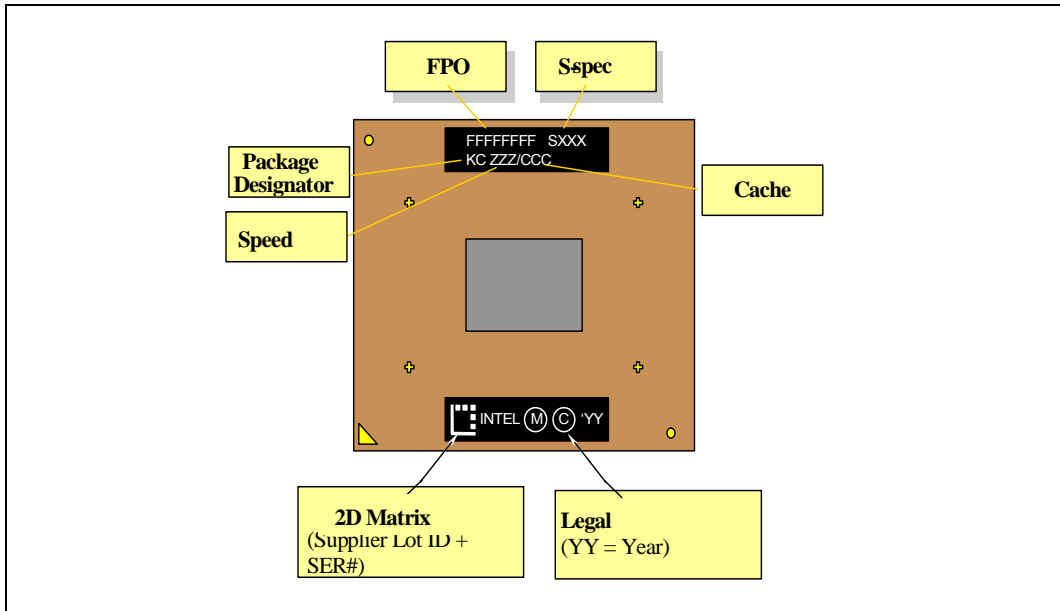 FPO
S-spec
FFFFFFFF SXXX
KC ZZZ/CCC
Package
Designator
Cache
Speed
INTEL M C 'YY
2D Matrix
(Supplier Lot ID +
SER#)
Legal
(YY = Year)